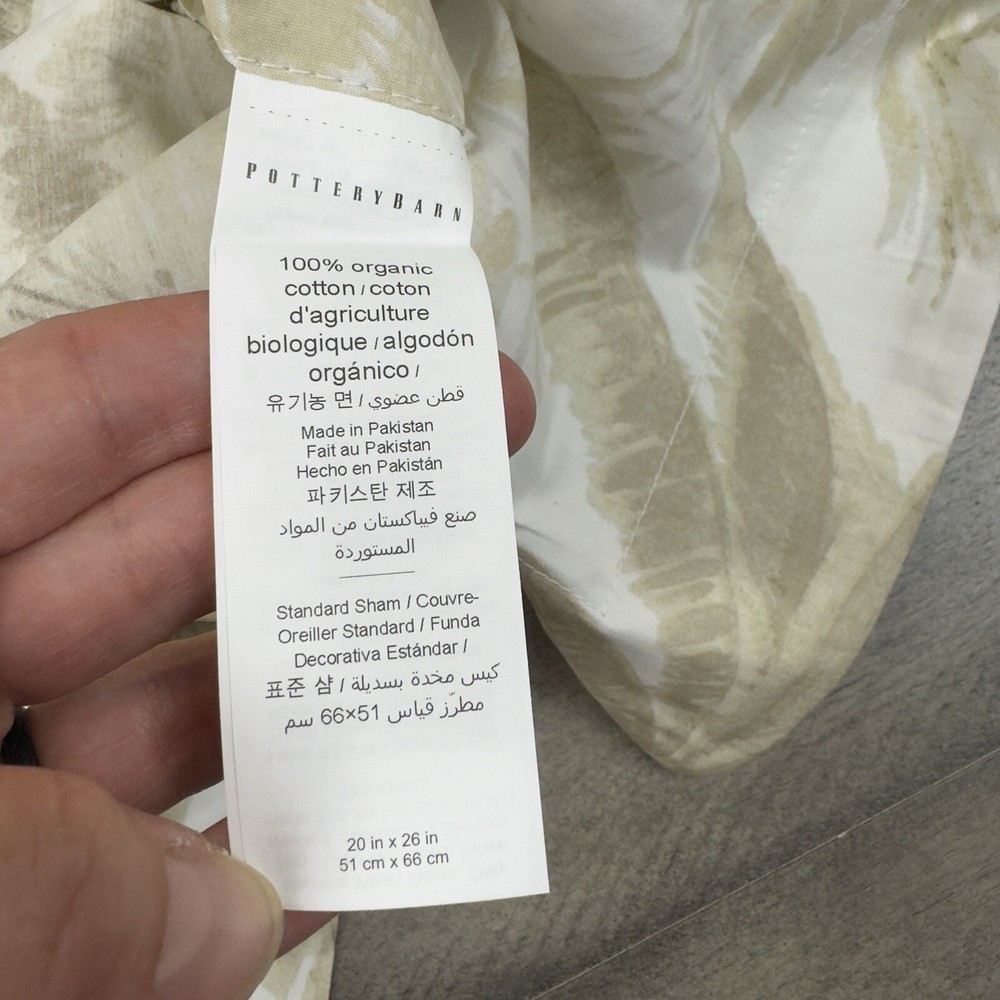 POTTERYBARN
100% organic
cotton / coton
d'agriculture
biologique / algodón
orgánico /
유기농 면 / قطن عضوي
Made in Pakistan
Fait au Pakistan
Hecho en Pakistán
파키스탄 제조
صنع فيباكستان من المواد
المستوردة
Standard Sham / Couvre-
Oreiller Standard / Funda
Decorativa Estándar /
표준 샴 / كيس مخدة بسديلة
مطرّز قياس 51×66 سم
20 in x 26 in
51 cm x 66 cm